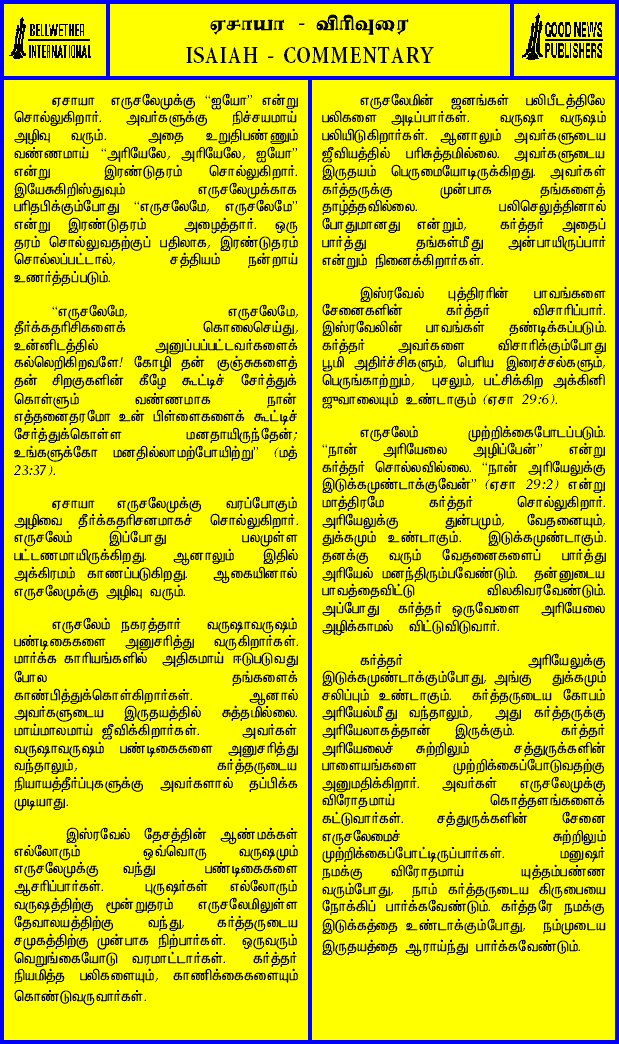 BELLWETHER
INTERNATIONAL
ஏசாயா - விரிவுரை
ISAIAH - COMMENTARY
GOOD NEWS
PUBLISHERS
ஏசாயா எருசலேமுக்கு “ஐயோ” என்று
சொல்லுகிறார். அவர்களுக்கு நிச்சயமாய்
அழிவு வரும். அதை உறுதிபண்ணும்
வண்ணமாய் “அரியேலே, அரியேலே, ஐயோ”
என்று இரண்டுதரம் சொல்லுகிறார்.
இயேசுகிறிஸ்துவும் எருசலேமுக்காக
பரிதபிக்கும்போது “எருசலேமே, எருசலேமே”
என்று இரண்டுதரம் அழைத்தார். ஒரு
தரம் சொல்லுவதற்குப் பதிலாக, இரண்டுதரம்
சொல்லப்பட்டால், சத்தியம் நன்றாய்
உணர்த்தப்படும்.
“எருசலேமே, எருசலேமே,
தீர்க்கதரிசிகளைக் கொலைசெய்து,
உன்னிடத்தில் அனுப்பப்பட்டவர்களைக்
கல்லெறிகிறவளே! கோழி தன் குஞ்சுகளைத்
தன் சிறகுகளின் கீழே கூட்டிச் சேர்த்துக்
கொள்ளும் வண்ணமாக நான்
எத்தனைதரமோ உன் பிள்ளைகளைக் கூட்டிச்
சேர்த்துக்கொள்ள மனதாயிருந்தேன்;
உங்களுக்கோ மனதில்லாமற்போயிற்று” (மத்
23:37).
ஏசாயா எருசலேமுக்கு வரப்போகும்
அழிவை தீர்க்கதரிசனமாகச் சொல்லுகிறார்.
எருசலேம் இப்போது பலமுள்ள
பட்டணமாயிருக்கிறது. ஆனாலும் இதில்
அக்கிரமம் காணப்படுகிறது. ஆகையினால்
எருசலேமுக்கு அழிவு வரும்.
எருசலேம் நகரத்தார் வருஷாவருஷம்
பண்டிகைகளை அனுசரித்து வருகிறார்கள்.
மார்க்க காரியங்களில் அதிகமாய் ஈடுபடுவது
போல தங்களைக்
காண்பித்துக்கொள்கிறார்கள். ஆனால்
அவர்களுடைய இருதயத்தில் சுத்தமில்லை.
மாய்மாலமாய் ஜீவிக்கிறார்கள். அவர்கள்
வருஷாவருஷம் பண்டிகைகளை அனுசரித்து
வந்தாலும், கர்த்தருடைய
நியாயத்தீர்ப்புகளுக்கு அவர்களால் தப்பிக்க
முடியாது.
இஸ்ரவேல் தேசத்தின் ஆண்மக்கள்
எல்லோரும் ஒவ்வொரு வருஷமும்
எருசலேமுக்கு வந்து பண்டிகைகளை
ஆசரிப்பார்கள். புருஷர்கள் எல்லோரும்
வருஷத்திற்கு மூன்றுதரம் எருசலேமிலுள்ள
தேவாலயத்திற்கு வந்து, கர்த்தருடைய
சமுகத்திற்கு முன்பாக நிற்பார்கள். ஒருவரும்
வெறுங்கையோடு வரமாட்டார்கள். கர்த்தர்
நியமித்த பலிகளையும், காணிக்கைகளையும்
கொண்டுவருவார்கள்.
எருசலேமின் ஜனங்கள் பலிபீடத்திலே
பலிகளை அடிப்பார்கள். வருஷா வருஷம்
பலியிடுகிறார்கள். ஆனாலும் அவர்களுடைய
ஜீவியத்தில் பரிசுத்தமில்லை. அவர்களுடைய
இருதயம் பெருமையோடிருக்கிறது. அவர்கள்
கர்த்தருக்கு முன்பாக தங்களைத்
தாழ்த்தவில்லை. பலிசெலுத்தினால்
போதுமானது என்றும், கர்த்தர் அதைப்
பார்த்து தங்கள்மீது அன்பாயிருப்பார்
என்றும் நினைக்கிறார்கள்.
இஸ்ரவேல் புத்திரரின் பாவங்களை
சேனைகளின் கர்த்தர் விசாரிப்பார்.
இஸ்ரவேலின் பாவங்கள் தண்டிக்கப்படும்.
கர்த்தர் அவர்களை விசாரிக்கும்போது
பூமி அதிர்ச்சிகளும், பெரிய இரைச்சல்களும்,
பெருங்காற்றும், புசலும், பட்சிக்கிற அக்கினி
ஜுவாலையும் உண்டாகும் (ஏசா 29:6).
எருசலேம் முற்றிக்கைபோடப்படும்.
“நான் அரியேலை அழிப்பேன்” என்று
கர்த்தர் சொல்லவில்லை. “நான் அரியேலுக்கு
இடுக்கமுண்டாக்குவேன்” (ஏசா 29:2) என்று
மாத்திரமே கர்த்தர் சொல்லுகிறார்.
அரியேலுக்கு துன்பமும், வேதனையும்,
துக்கமும் உண்டாகும். இடுக்கமுண்டாகும்.
தனக்கு வரும் வேதனைகளைப் பார்த்து
அரியேல் மனந்திரும்பவேண்டும். தன்னுடைய
பாவத்தைவிட்டு விலகிவரவேண்டும்.
அப்போது கர்த்தர் ஒருவேளை அரியேலை
அழிக்காமல் விட்டுவிடுவார்.
கர்த்தர் அரியேலுக்கு
இடுக்கமுண்டாக்கும்போது, அங்கு துக்கமும்
சலிப்பும் உண்டாகும். கர்த்தருடைய கோபம்
அரியேல்மீது வந்தாலும், அது கர்த்தருக்கு
அரியேலாகத்தான் இருக்கும். கர்த்தர்
அரியேலைச் சுற்றிலும் சத்துருக்களின்
பாளையங்களை முற்றிக்கைப்போடுவதற்கு
அனுமதிக்கிறார். அவர்கள் எருசலேமுக்கு
விரோதமாய் கொத்தளங்களைக்
கட்டுவார்கள். சத்துருக்களின் சேனை
எருசலேமைச் சுற்றிலும்
முற்றிக்கைப்போட்டிருப்பார்கள். மனுஷர்
நமக்கு விரோதமாய் யுத்தம்பண்ண
வரும்போது, நாம் கர்த்தருடைய கிருபையை
நோக்கிப் பார்க்கவேண்டும். கர்த்தரே நமக்கு
இடுக்கத்தை உண்டாக்கும்போது, நம்முடைய
இருதயத்தை ஆராய்ந்து பார்க்கவேண்டும்.